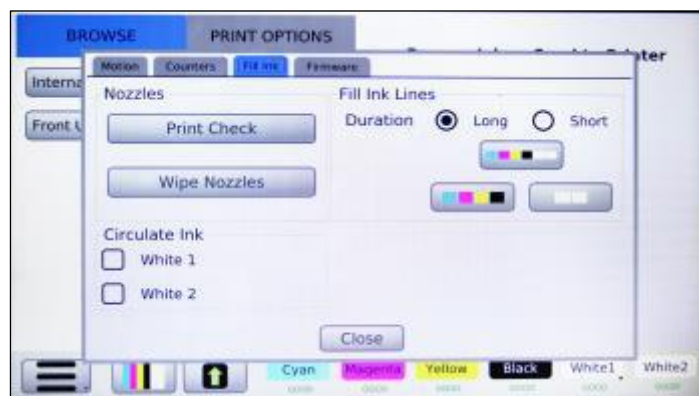 BROWSE PRINT OPTIONS
Motion Counters Fill Ink Firmware
Interna
Front U
Nozzles
Print Check
Wipe Nozzles
Fill Ink Lines
Duration Long Short
Circulate Ink
White 1
White 2
Close
Cyan Magenta Yellow Black White1 White2